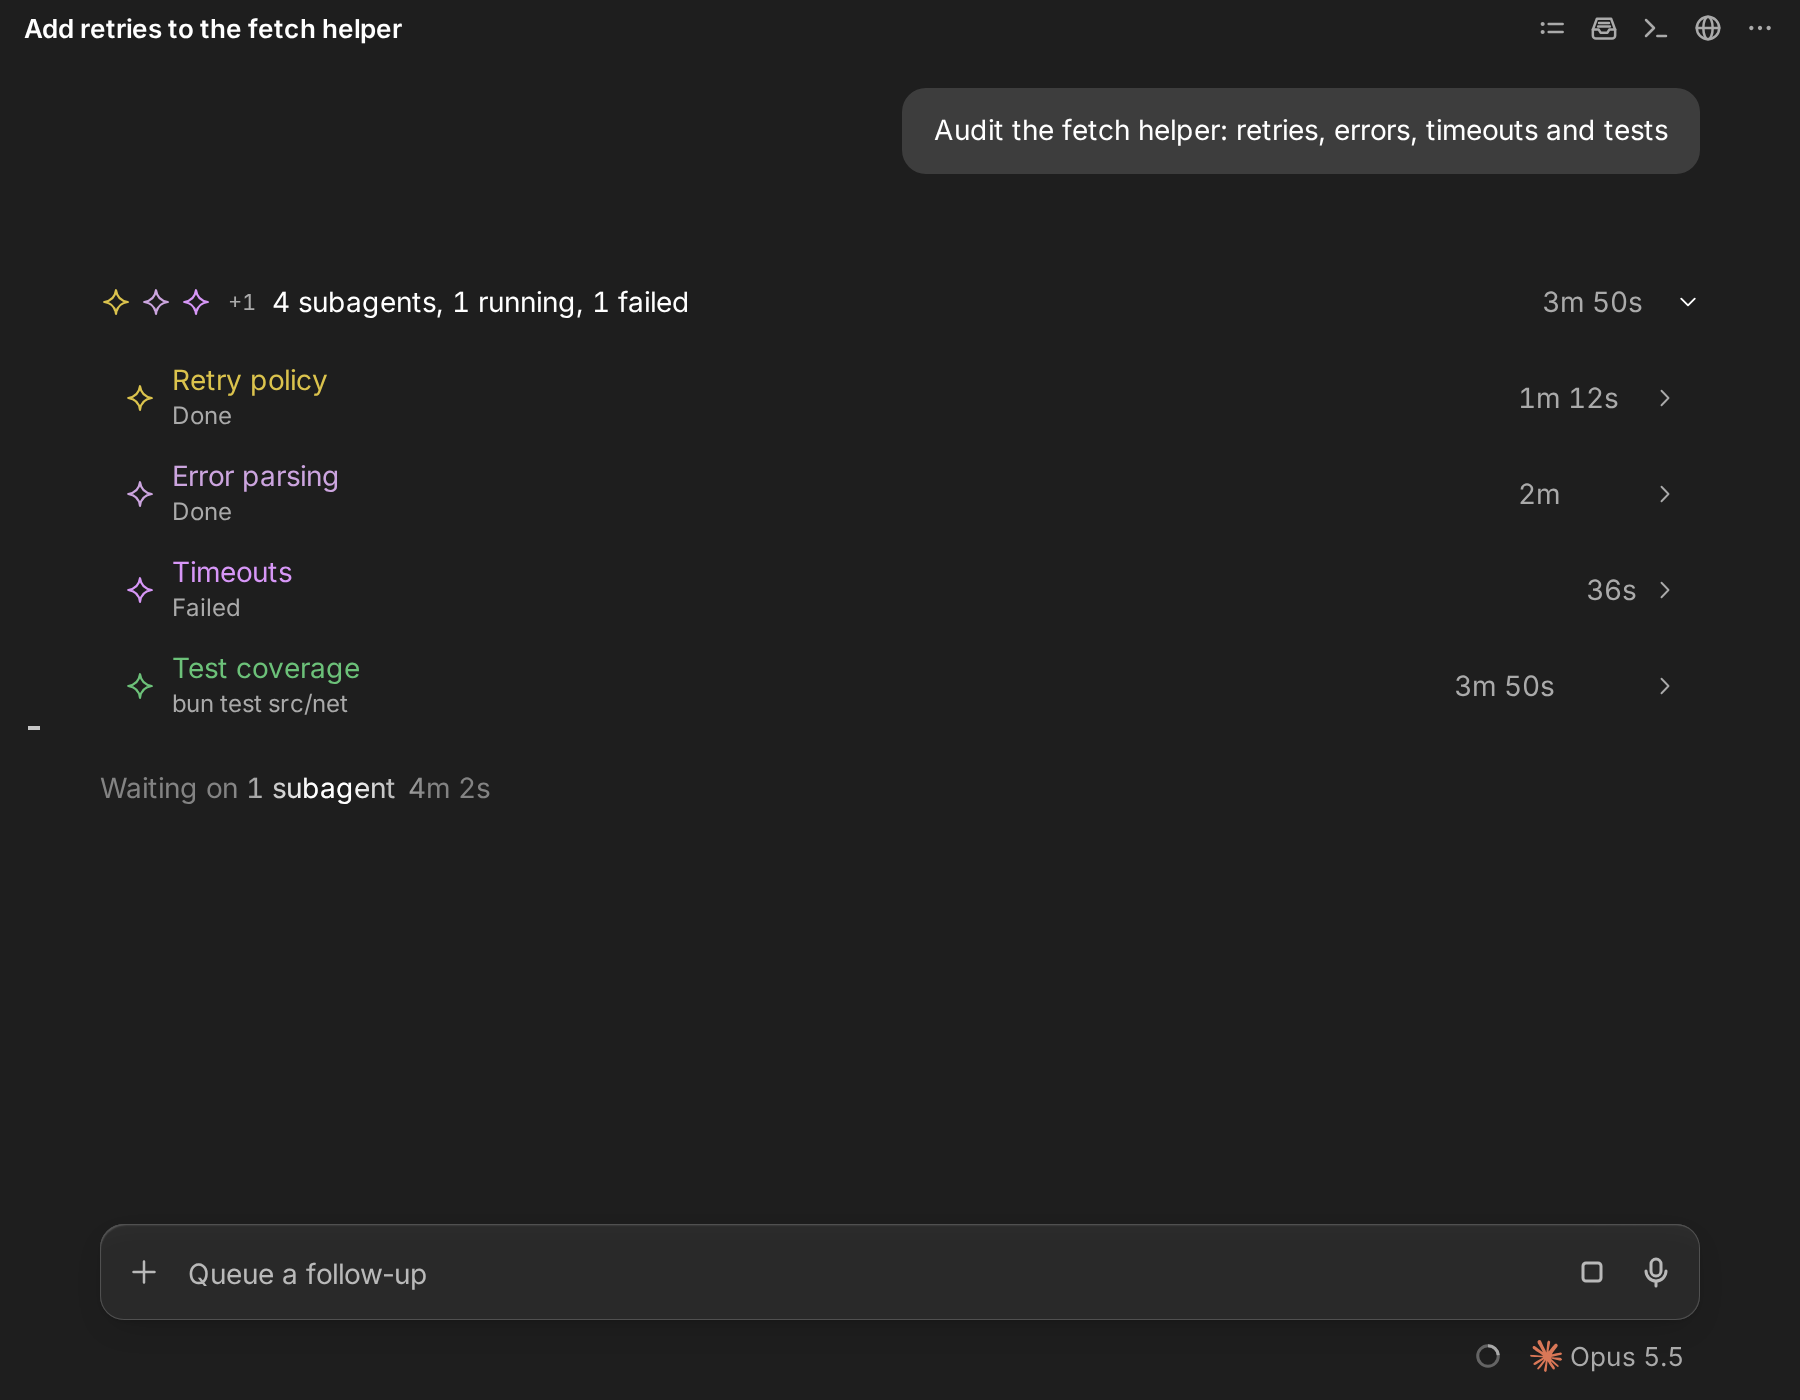 Add retries to the fetch helper
Audit the fetch helper: retries, errors, timeouts and tests
+1 4 subagents, 1 running, 1 failed 3m 50s
Retry policy
Done
1m 12s
Error parsing
Done
2m
Timeouts
Failed
36s
Test coverage
bun test src/net
3m 50s
Waiting on 1 subagent 4m 2s
Queue a follow-up
Opus 5.5